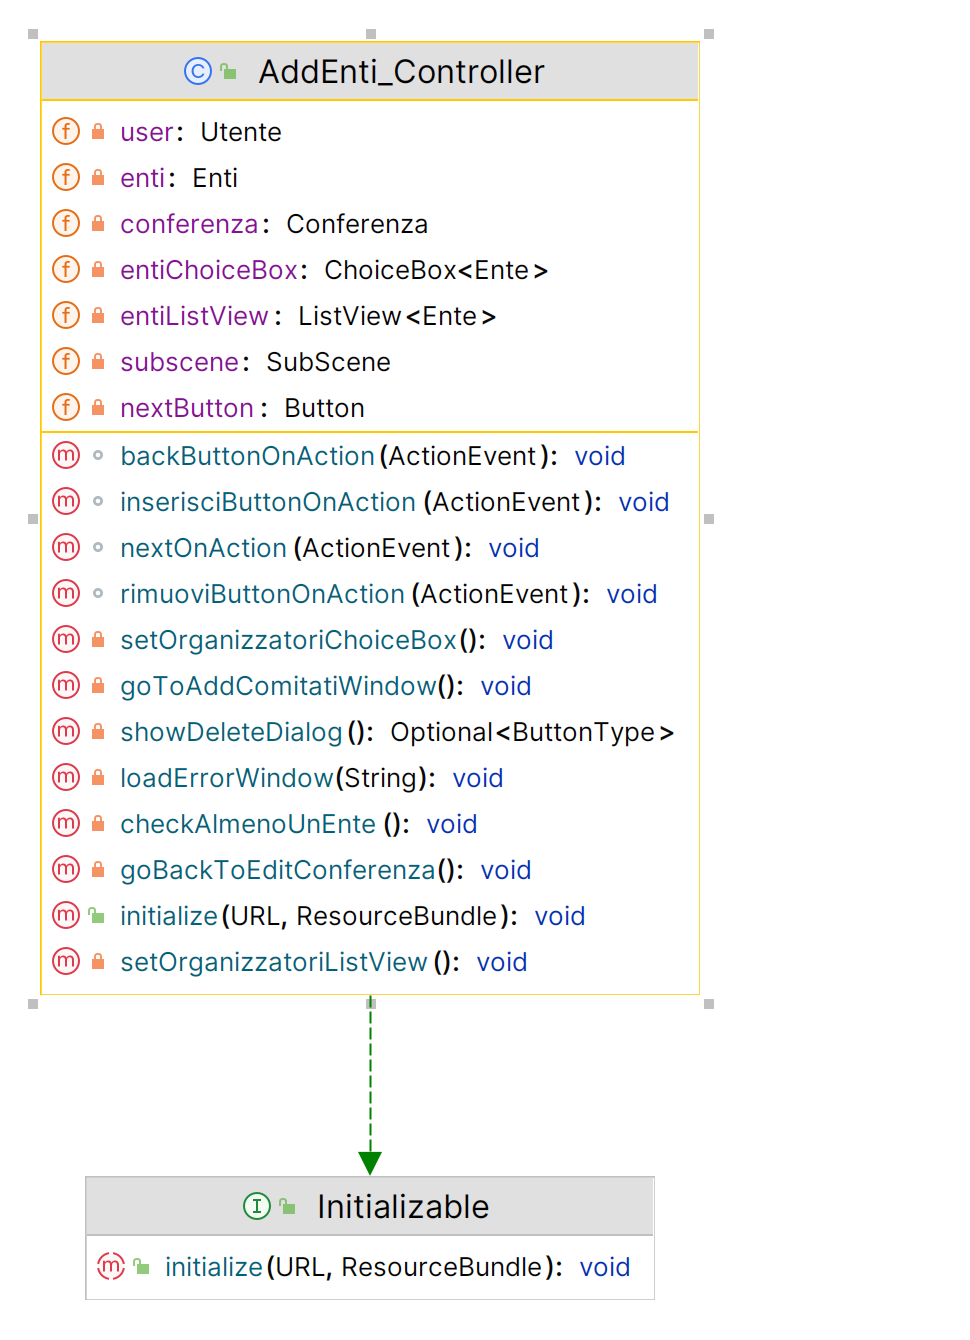 AddEnti_Controller
user: Utente
enti: Enti
conferenza: Conferenza
entiChoiceBox: ChoiceBox<Ente>
entiListView: ListView<Ente>
subscene: SubScene
nextButton: Button
backButtonOnAction(ActionEvent): void
inserisciButtonOnAction(ActionEvent): void
nextOnAction(ActionEvent): void
rimuoviButtonOnAction(ActionEvent): void
setOrganizzatoriChoiceBox(): void
goToAddComitatiWindow(): void
showDeleteDialog(): Optional<ButtonType>
loadErrorWindow(String): void
checkAlmenoUnEnte(): void
goBackToEditConferenza(): void
initialize(URL, ResourceBundle): void
setOrganizzatoriListView(): void
Initializable
initialize(URL, ResourceBundle): void